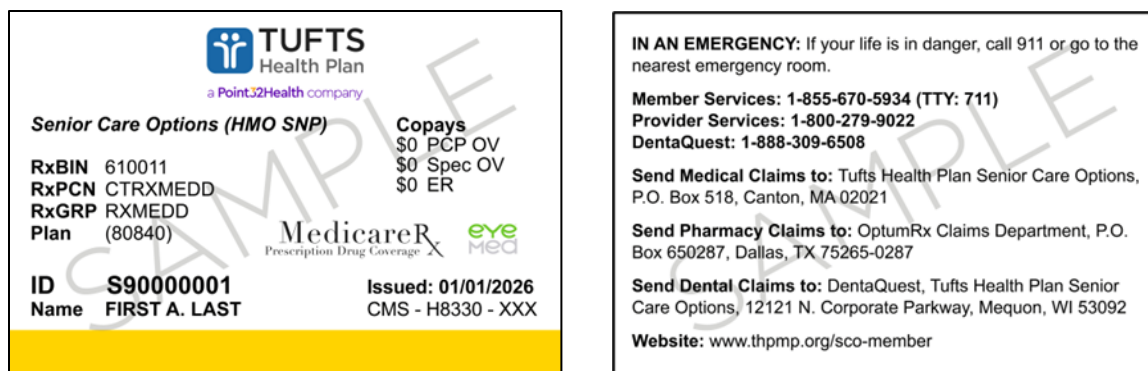 TUFTS
Health Plan
a Point32Health company
Senior Care Options (HMO SNP)
Copays
$0 PCP OV
$0 Spec OV
$0 ER
RxBIN 610011
RxPCN CTRXMEDD
RxGRP RXMEDD
Plan (80840)
MedicareRx
Prescription Drug Coverage
eye
med
ID S90000001
Name FIRST A. LAST
Issued: 01/01/2026
CMS - H8330 - XXX
SAMPLE
IN AN EMERGENCY: If your life is in danger, call 911 or go to the
nearest emergency room.
Member Services: 1-855-670-5934 (TTY: 711)
Provider Services: 1-800-279-9022
DentaQuest: 1-888-309-6508
Send Medical Claims to: Tufts Health Plan Senior Care Options,
P.O. Box 518, Canton, MA 02021
Send Pharmacy Claims to: OptumRx Claims Department, P.O.
Box 650287, Dallas, TX 75265-0287
Send Dental Claims to: DentaQuest, Tufts Health Plan Senior
Care Options, 12121 N. Corporate Parkway, Mequon, WI 53092
Website: www.thpmp.org/sco-member
SAMPLE